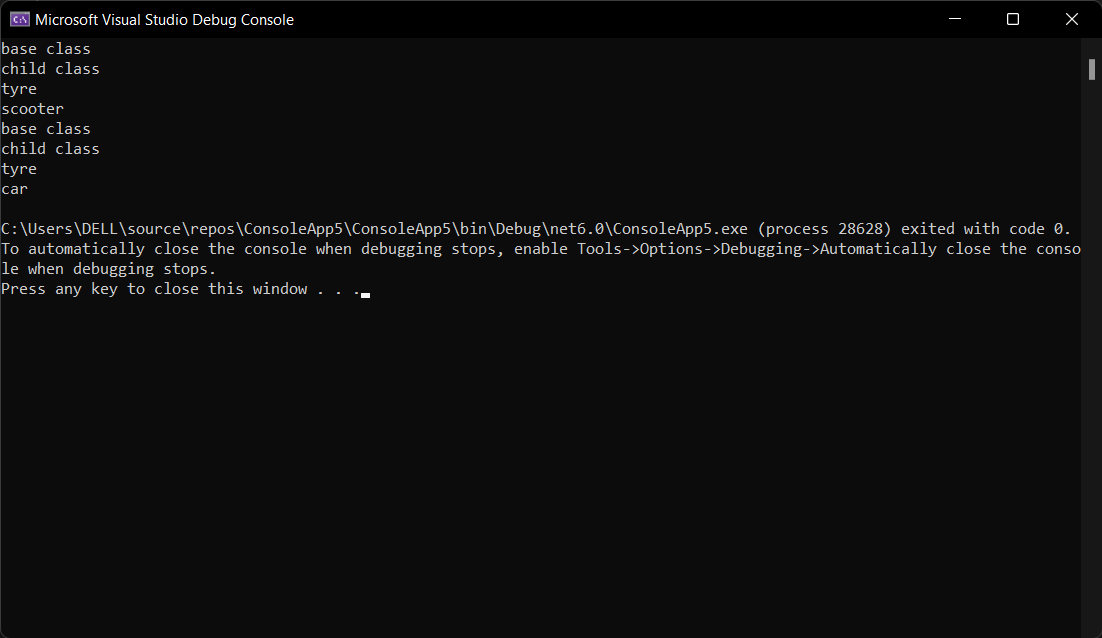 Microsoft Visual Studio Debug Console
base class
child class
tyre
scooter
base class
child class
tyre
car
C:\Users\DELL\source\repos\ConsoleApp5\ConsoleApp5\bin\Debug\net6.0\ConsoleApp5.exe (process 28628) exited with code 0.
To automatically close the console when debugging stops, enable Tools->Options->Debugging->Automatically close the conso
le when debugging stops.
Press any key to close this window . . .